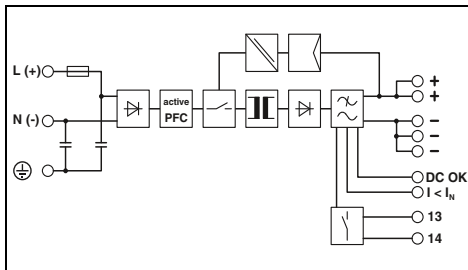 L (+)
N (-)
active
PFC
+
+
–
–
–
DC OK
I < IN
13
14